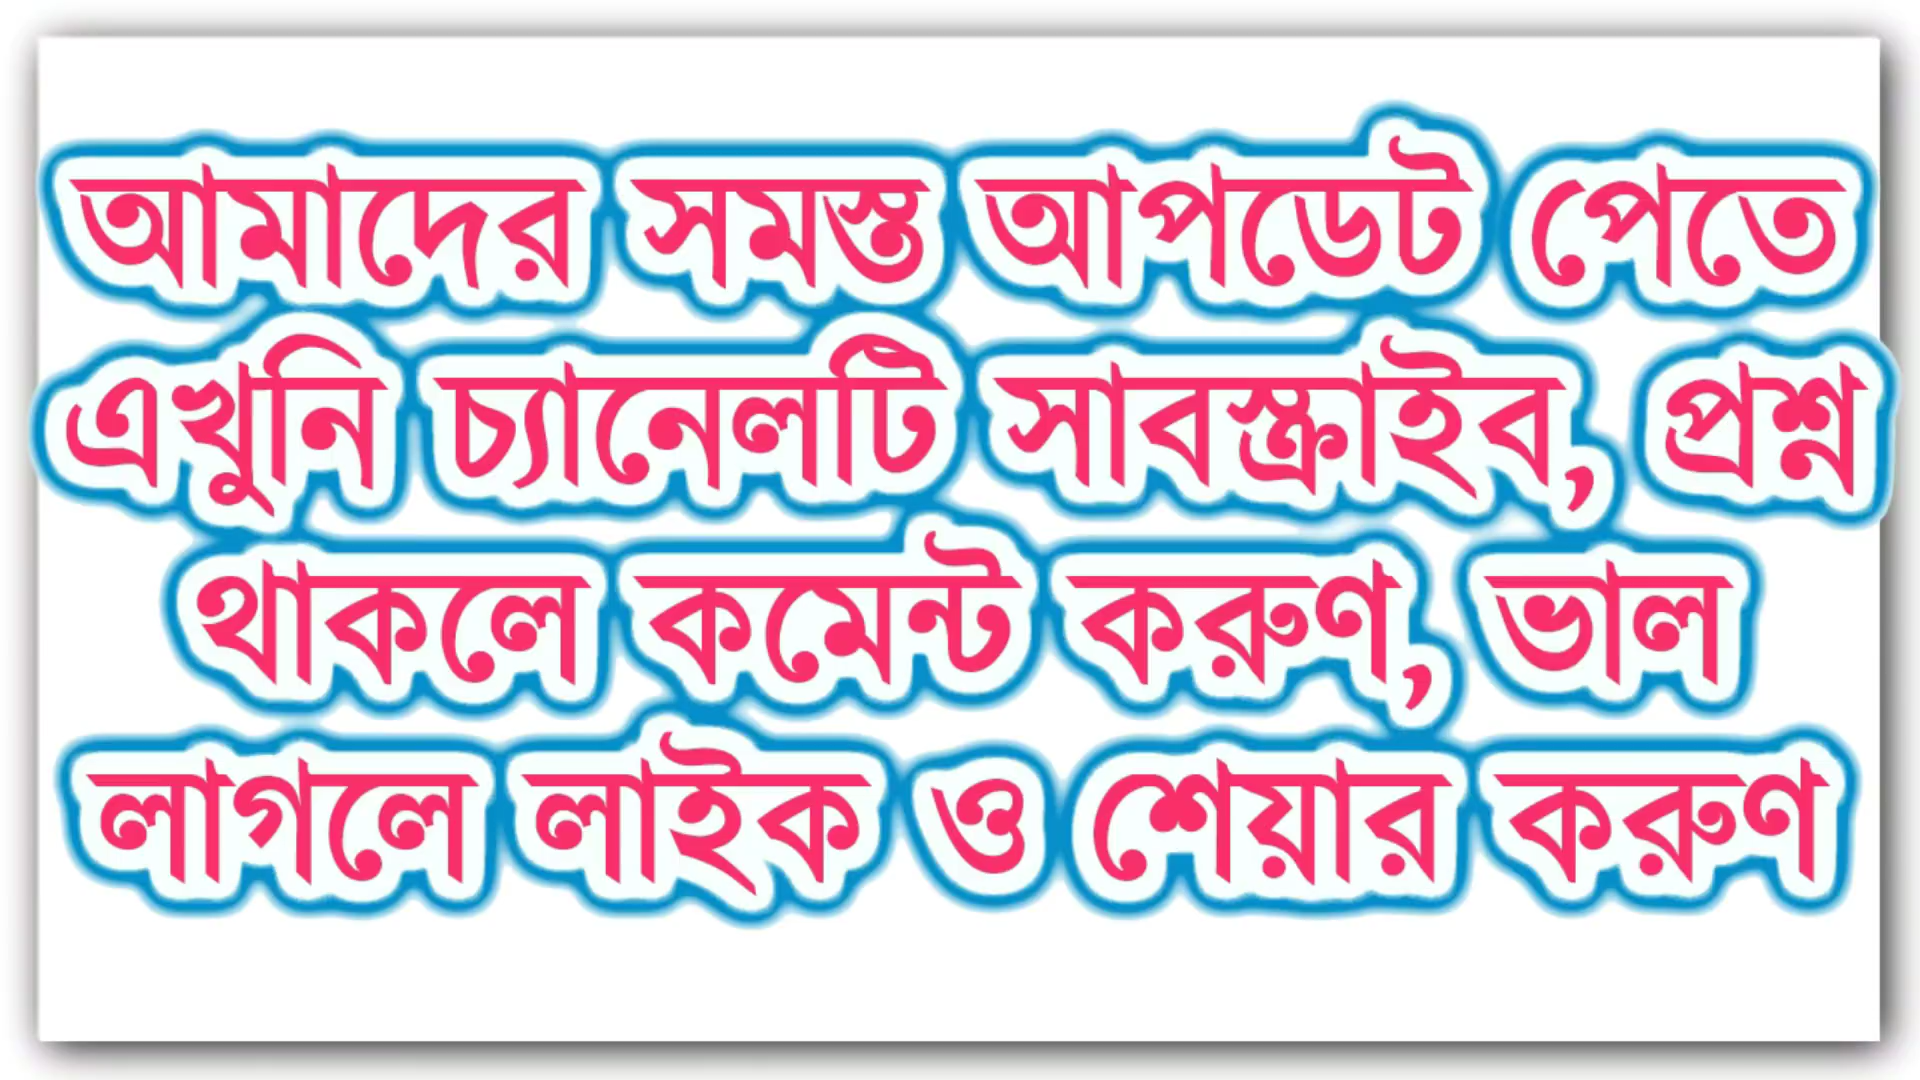 আমাদের সমস্ত আপডেট পেতে
এখুনি চ্যানেলটি সাবস্ক্রাইব, প্রশ্ন
থাকলে কমেন্ট করুণ, ভাল
লাগলে লাইক ও শেয়ার করুণ